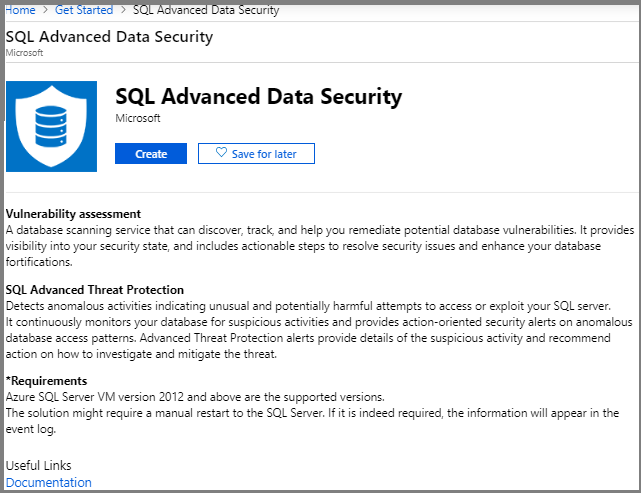 Home > Get Started > SQL Advanced Data Security
SQL Advanced Data Security
Microsoft
SQL Advanced Data Security
Microsoft
Create
Save for later
Vulnerability assessment
A database scanning service that can discover, track, and help you remediate potential database vulnerabilities. It provides
visibility into your security state, and includes actionable steps to resolve security issues and enhance your database
fortifications.
SQL Advanced Threat Protection
Detects anomalous activities indicating unusual and potentially harmful attempts to access or exploit your SQL server.
It continuously monitors your database for suspicious activities and provides action-oriented security alerts on anomalous
database access patterns. Advanced Threat Protection alerts provide details of the suspicious activity and recommend
action on how to investigate and mitigate the threat.
*Requirements
Azure SQL Server VM version 2012 and above are the supported versions.
The solution might require a manual restart to the SQL Server. If it is indeed required, the information will appear in the
event log.
Useful Links
Documentation